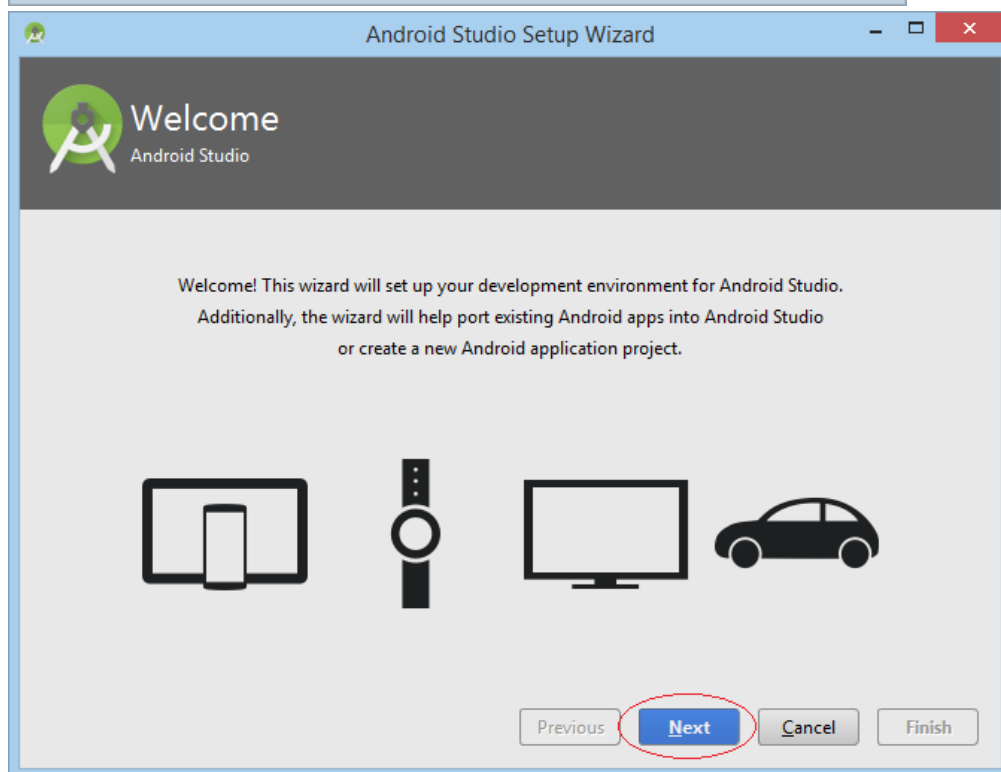 Android Studio Setup Wizard
Welcome
Android Studio
Welcome! This wizard will set up your development environment for Android Studio.
Additionally, the wizard will help port existing Android apps into Android Studio
or create a new Android application project.
Previous Next Cancel Finish